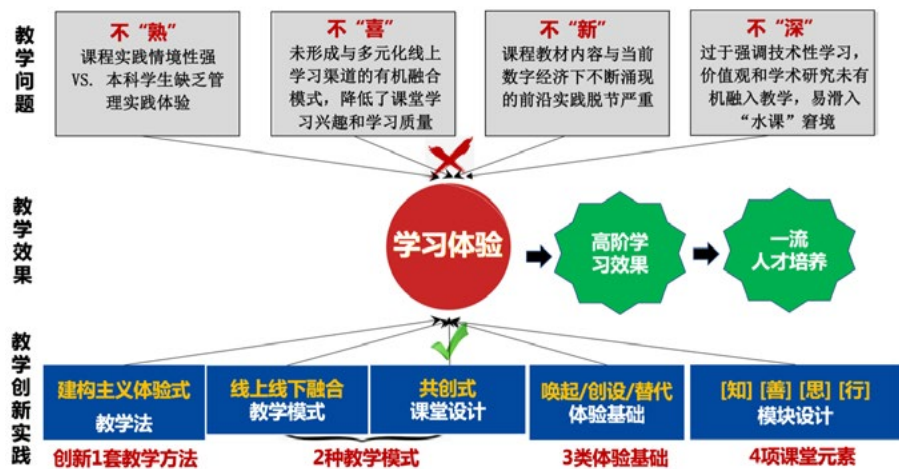 教学问题
不“熟”
课程实践情境性强
VS. 本科学生缺乏管
理实践体验
不“喜”
未形成与多元化线上
学习渠道的有机融合
模式，降低了课堂学
习兴趣和学习质量
不“新”
课程教材内容与当前
数字经济下不断涌现
的前沿实践脱节严重
不“深”
过于强调技术性学习，
价值观和学术研究未有
机融入教学，易滑入
“水课”窘境
教学效果
学习体验
高阶学
习效果
一流
人才培养
教学创新实践
建构主义体验式
教学法
线上线下融合
教学模式
共创式
课堂设计
唤起/创设/替代
体验基础
[知] [善] [思] [行]
模块设计
创新1套教学方法
2种教学模式
3类体验基础
4项课堂元素